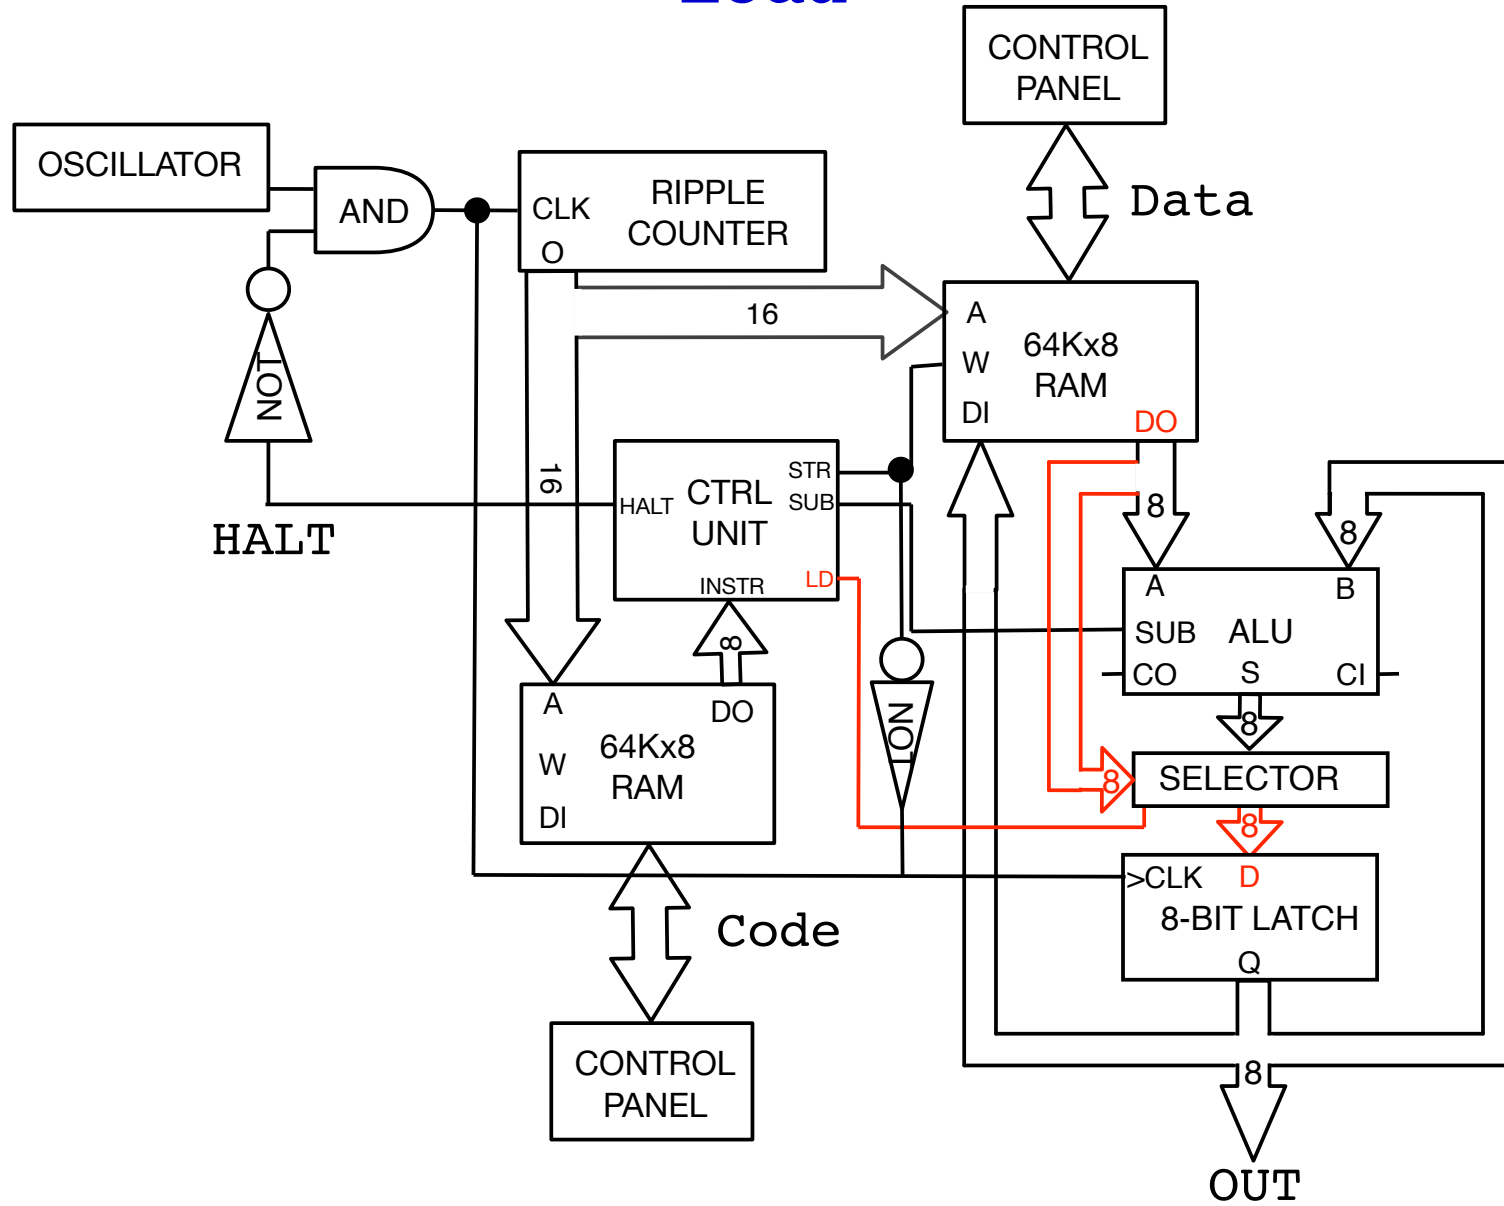 Load
CONTROL
PANEL
OSCILLATOR
AND
CLK
O
RIPPLE
COUNTER
Data
NOT
16
A
W
DI
64Kx8
RAM
DO
16
HALT
CTRL
UNIT
STR
SUB
LD
INSTR
HALT
8
8
8
A
B
SUB
ALU
CO
S
CI
8
A
DO
W
DI
64Kx8
RAM
NOT
8
SELECTOR
8
>CLK
D
8-BIT LATCH
Q
Code
CONTROL
PANEL
8
OUT